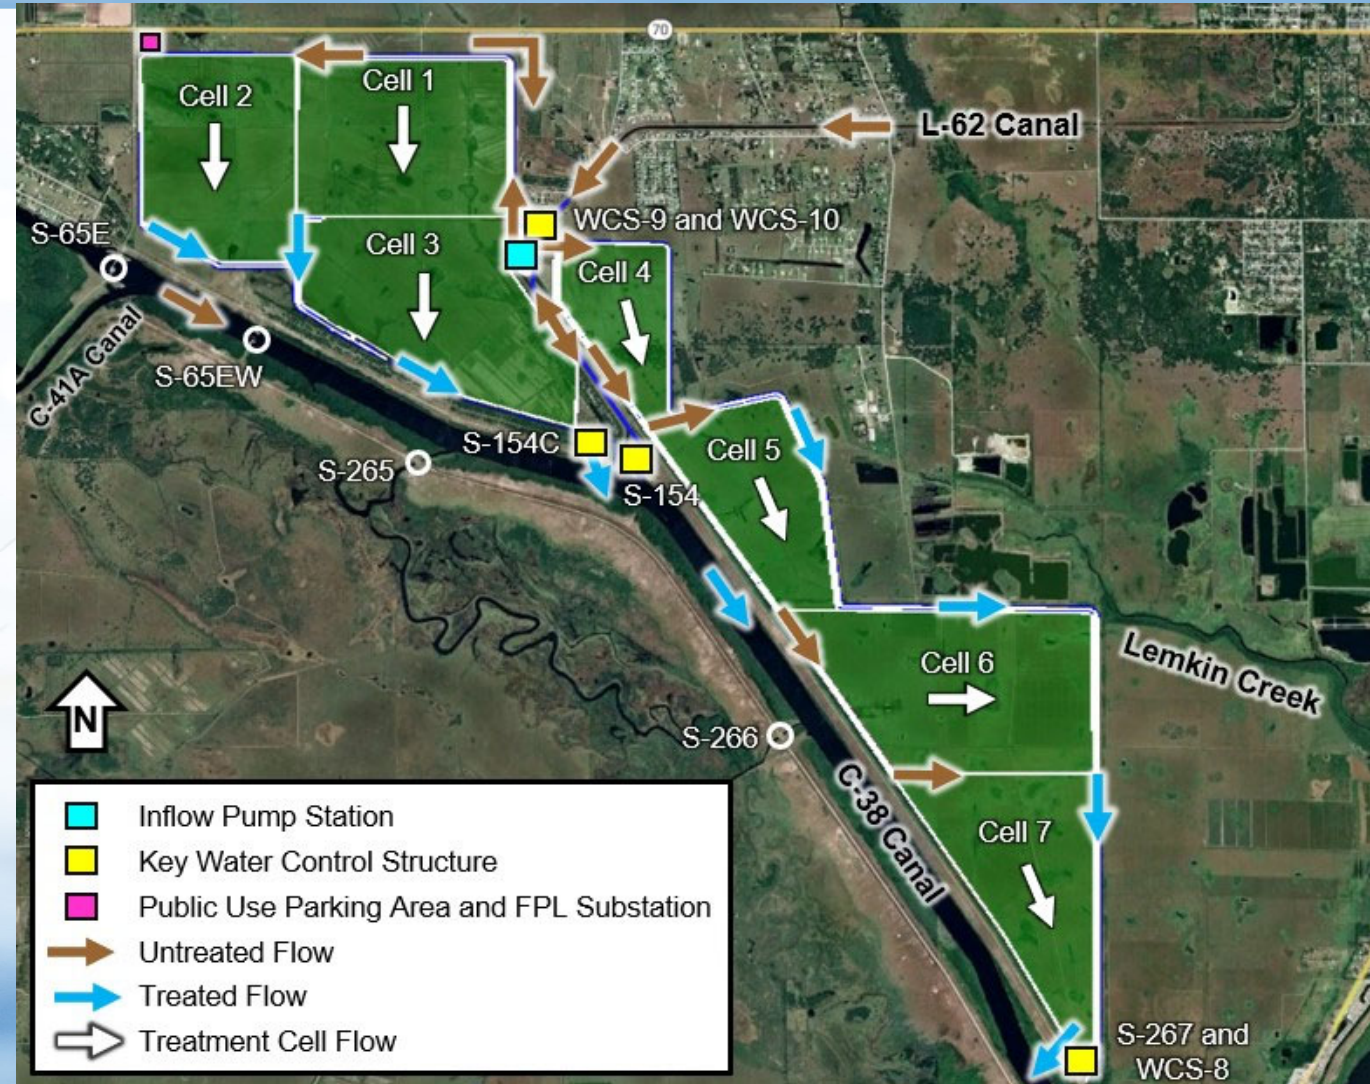 70
Cell 2
Cell 1
L-62 Canal
S-65E
WCS-9 and WCS-10
Cell 3
Cell 4
C-41A Canal
S-65EW
S-154C
Cell 5
S-265
S-154
Cell 6
Lemkin Creek
N
S-266
C-38 Canal
Cell 7
Inflow Pump Station
Key Water Control Structure
Public Use Parking Area and FPL Substation
Untreated Flow
Treated Flow
Treatment Cell Flow
S-267 and
WCS-8